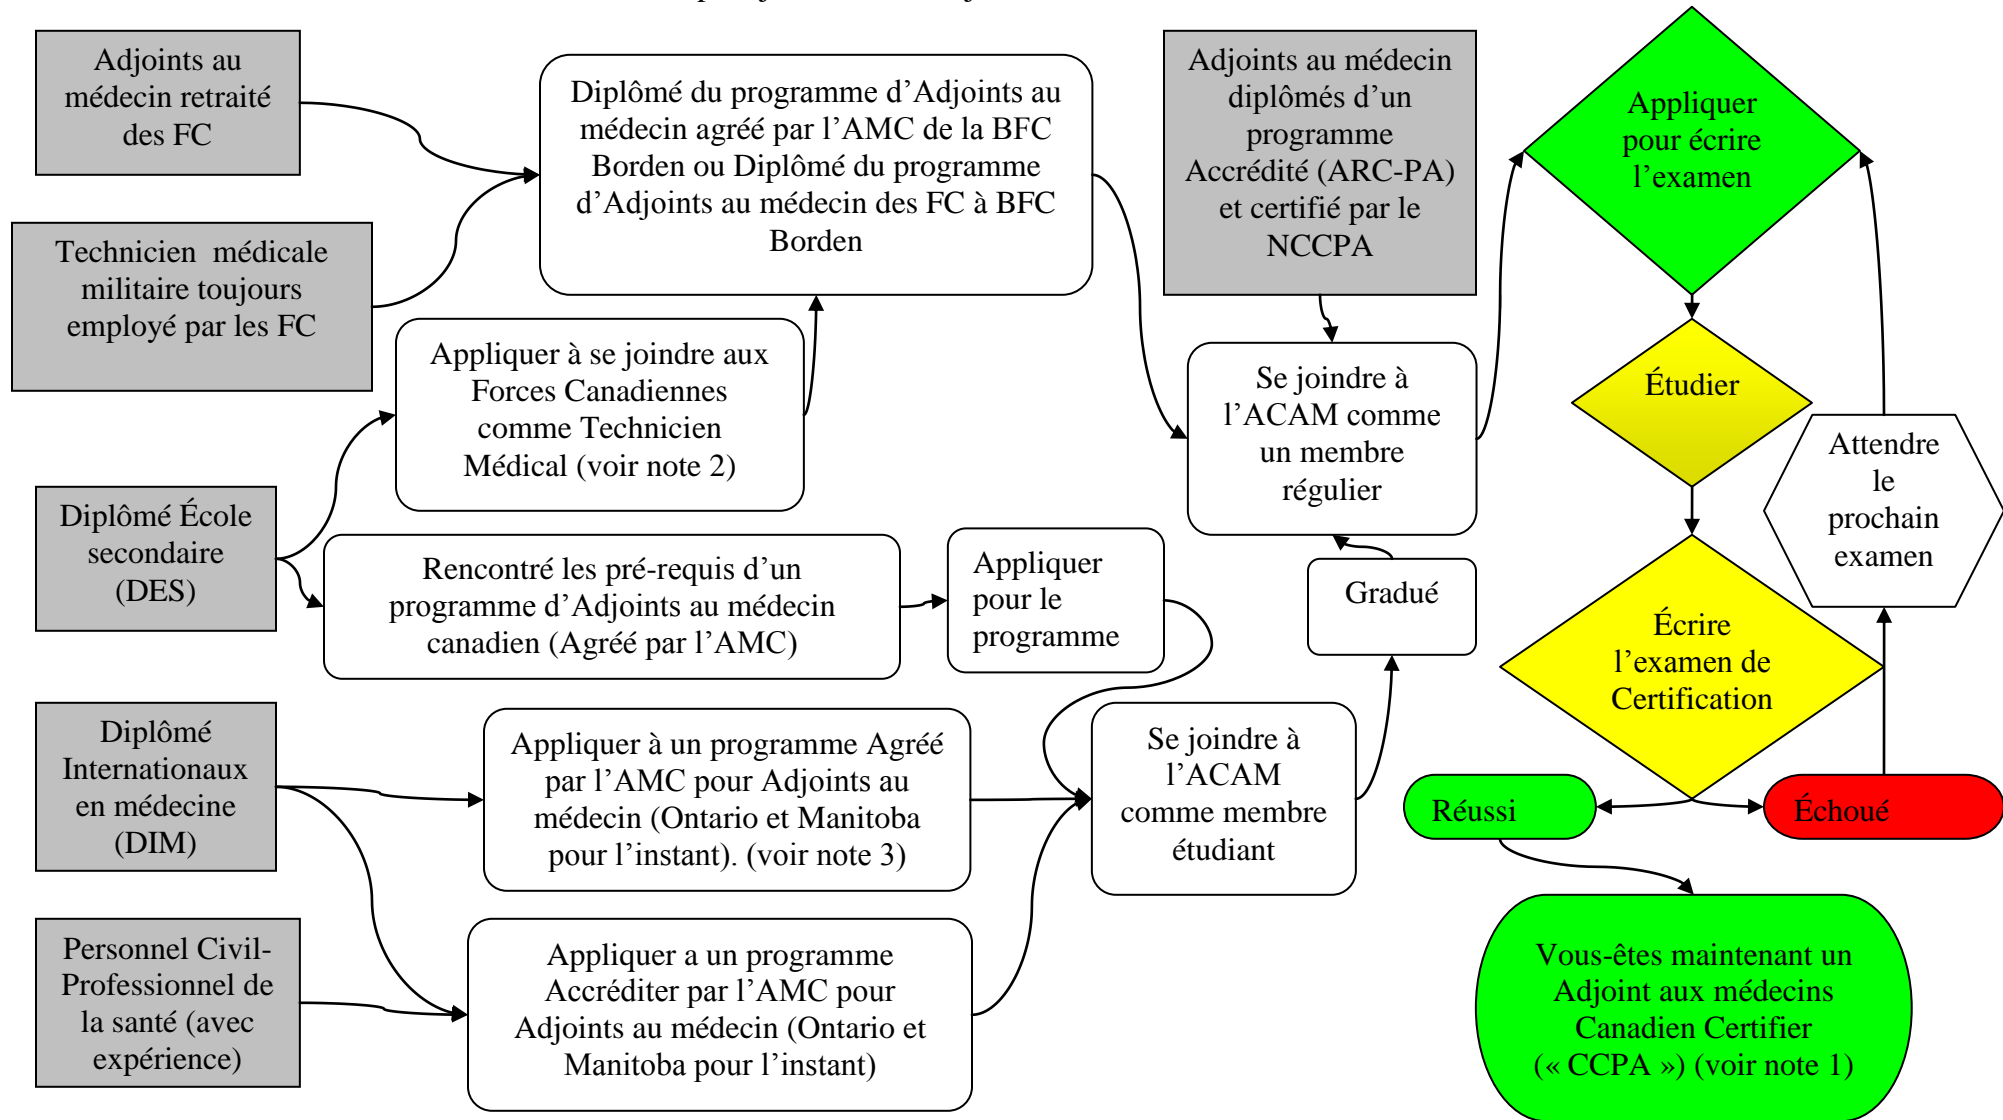 Adjoints au
médecin retraité
des FC
Technicien médicale
militaire toujours
employé par les FC
Diplômé École
secondaire
(DES)
Diplômé
Internationaux
en médecine
(DIM)
Personnel Civil-
Professionnel de
la santé (avec
expérience)
Diplômé du programme d'Adjoints au
médecin agréé par l'AMC de la BFC
Borden ou Diplômé du programme
d'Adjoints au médecin des FC à BFC
Borden
Appliquer à se joindre aux
Forces Canadiennes
comme Technicien
Médical (voir note 2)
Rencontré les pré-requis d'un
programme d'Adjoints au médecin
canadien (Agréé par l'AMC)
Appliquer
pour le
programme
Appliquer à un programme Agréé
par l'AMC pour Adjoints au
médecin (Ontario et Manitoba
pour l'instant). (voir note 3)
Appliquer a un programme
Accréditer par l'AMC pour
Adjoints au médecin (Ontario et
Manitoba pour l'instant)
Adjoints au médecin
diplômés d'un
programme
Accrédité (ARC-PA)
et certifié par le
NCCPA
Se joindre à
l'ACAM comme
un membre
régulier
Gradué
Se joindre à
l'ACAM
comme membre
étudiant
Appliquer
pour écrire
l'examen
Étudier
Attendre
le
prochain
examen
Écrire
l'examen de
Certification
Réussi
Échoué
Vous-êtes maintenant un
Adjoint aux médecins
Canadien Certifier
(« CCPA ») (voir note 1)